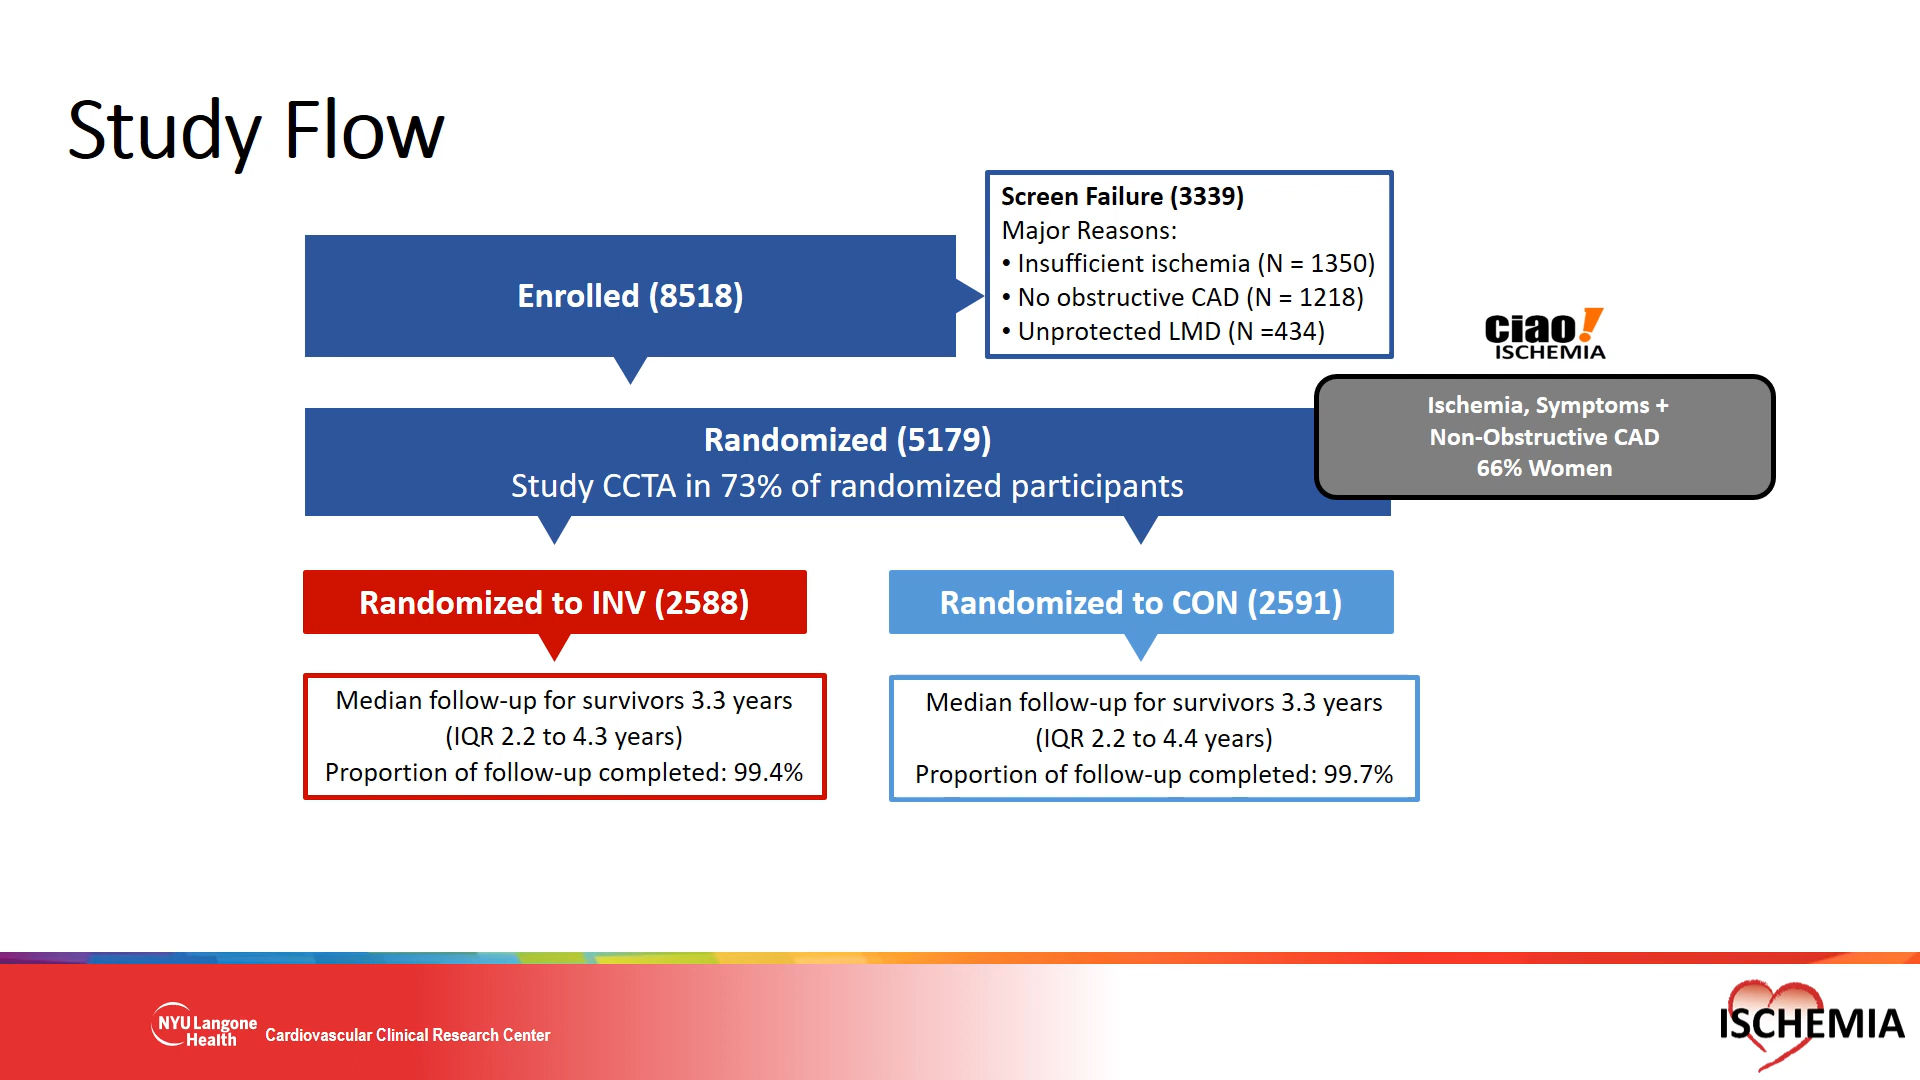 Study Flow
Screen Failure (3339)
Major Reasons:
• Insufficient ischemia (N = 1350)
• No obstructive CAD (N = 1218)
• Unprotected LMD (N =434)
Enrolled (8518)
ciao!
ISCHEMIA
Ischemia, Symptoms +
Non-Obstructive CAD
66% Women
Randomized (5179)
Study CCTA in 73% of randomized participants
Randomized to INV (2588)
Randomized to CON (2591)
Median follow-up for survivors 3.3 years
(IQR 2.2 to 4.3 years)
Proportion of follow-up completed: 99.4%
Median follow-up for survivors 3.3 years
(IQR 2.2 to 4.4 years)
Proportion of follow-up completed: 99.7%
NYU Langone
Health
Cardiovascular Clinical Research Center
ISCHEMIA